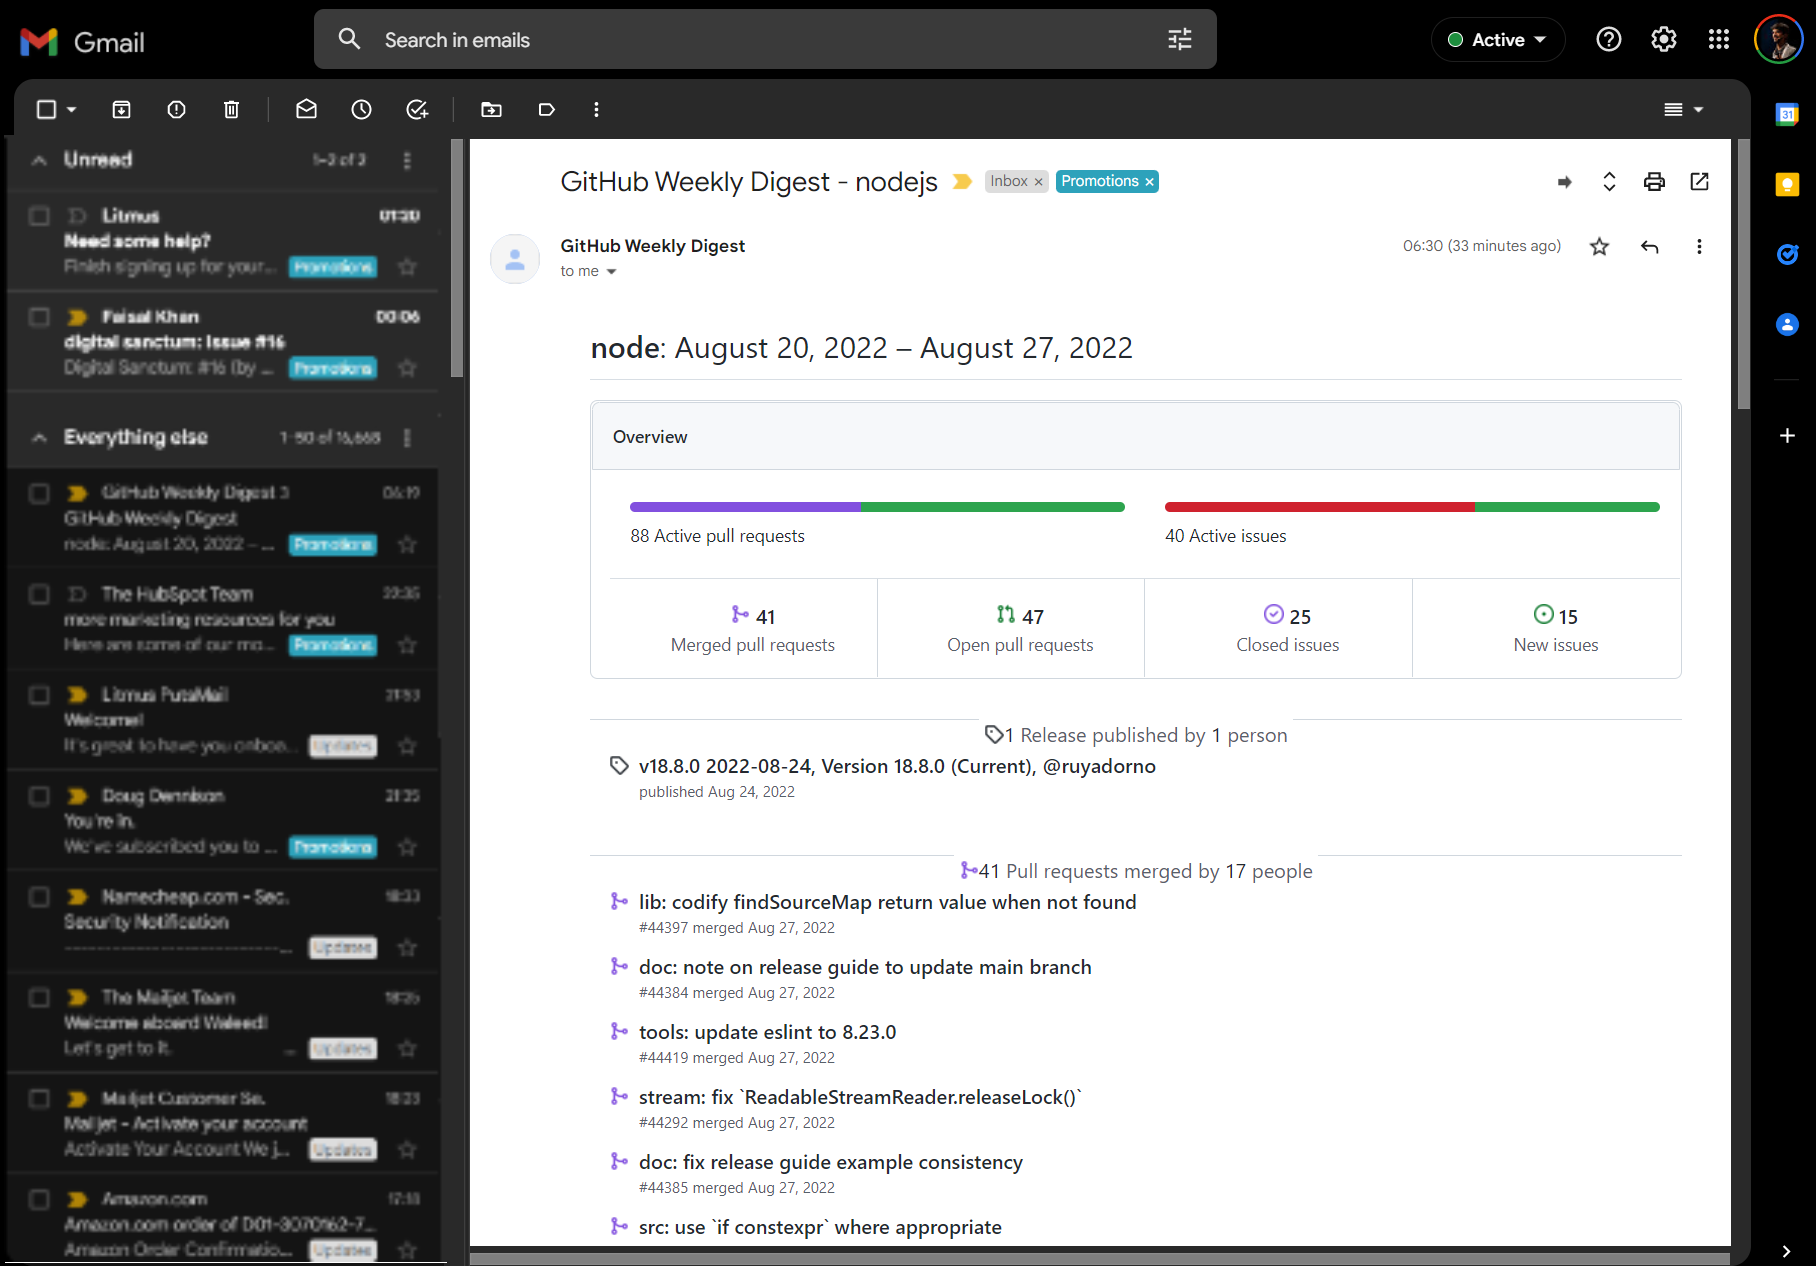 Gmail
Search in emails
Active
31
Unread
Litmus 01:30
Need some help?
Finish signing up for your... Promotions
Faisal Khan 00:06
digital sanctum: Issue #16
Digital Sanctum: #16 (by ... Promotions
Everything else 1-50 of
GitHub Weekly Digest 3 06:19
GitHub Weekly Digest
node: August 20, 2022 – ... Promotions
The HubSpot Team 22:35
more marketing resources for you
Here are some of our mo... Promotions
Litmus PutsMail 21:53
Welcome!
It's great to have you onboa... Updates
Doug Dennison 21:35
You're in.
We've subscribed you to ... Promotions
Namecheap.com - Sec. 18:33
Security Notification
Updates
The Mailjet Team
Welcome aboard Waleed!
Let's get to it. ... Updates
Mailjet Customer Se. 18:23
Mailjet - Activate your account
Activate Your Account We j... Updates
Amazon.com
Amazon.com order of
Amazon Order Confirmatio... Updates
GitHub Weekly Digest - nodejs Inbox × Promotions ×
GitHub Weekly Digest 06:30 (33 minutes ago)
to me
node: August 20, 2022 – August 27, 2022
Overview
88 Active pull requests 40 Active issues
41 47 25 15
Merged pull requests Open pull requests Closed issues New issues
1 Release published by 1 person
v18.8.0 2022-08-24, Version 18.8.0 (Current), @ruyadorno
published Aug 24, 2022
41 Pull requests merged by 17 people
lib: codify findSourceMap return value when not found
#44397 merged Aug 27, 2022
doc: note on release guide to update main branch
#44384 merged Aug 27, 2022
tools: update eslint to 8.23.0
#44419 merged Aug 27, 2022
stream: fix `ReadableStreamReader.releaseLock()`
#44292 merged Aug 27, 2022
doc: fix release guide example consistency
#44385 merged Aug 27, 2022
src: use `if constexpr` where appropriate